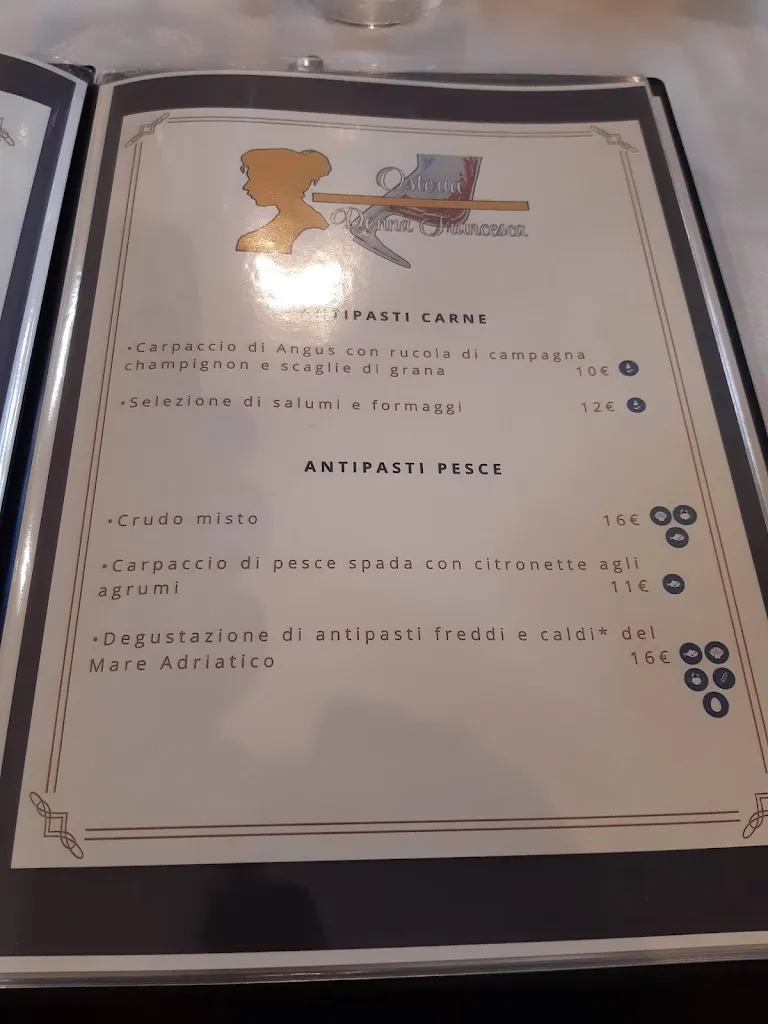 Osteria
Donna Francesca
ANTIPASTI CARNE
•Carpaccio di Angus con rucola di campagna
champignon e scaglie di grana 10€
•Selezione di salumi e formaggi 12€
ANTIPASTI PESCE
•Crudo misto 16€
•Carpaccio di pesce spada con citronette agli
agrumi 11€
•Degustazione di antipasti freddi e caldi* del
Mare Adriatico 16€